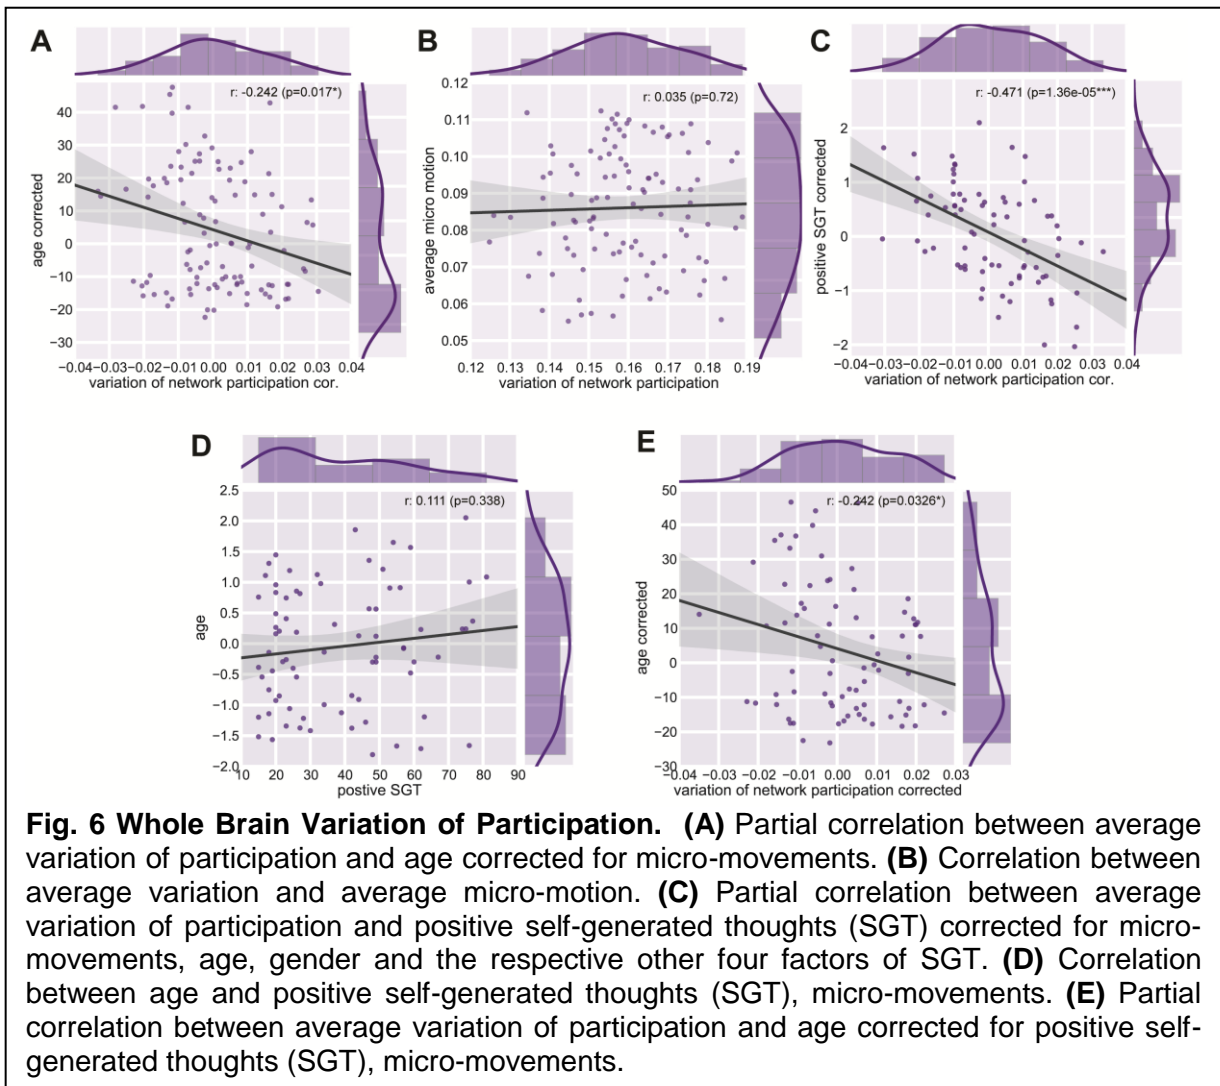 A
r: -0.242 (p=0.017*)
age corrected
40
30
20
10
0
−10
−20
−30
−0.04−0.03−0.02−0.01 0.00 0.01 0.02 0.03 0.04
variation of network participation cor.
B
r: 0.035 (p=0.72)
average micro motion
0.12
0.11
0.10
0.09
0.08
0.07
0.06
0.05
0.12 0.13 0.14 0.15 0.16 0.17 0.18 0.19
variation of network participation
C
r: -0.471 (p=1.36e-05***)
positive SGT corrected
2
1
0
−1
−2
−0.04−0.03−0.02−0.01 0.00 0.01 0.02 0.03 0.04
variation of network participation cor.
D
r: 0.111 (p=0.338)
age
2.5
2.0
1.5
1.0
0.5
0.0
−0.5
−1.0
−1.5
−2.0
10 20 30 40 50 60 70 80 90
postive SGT
E
r: -0.242 (p=0.0326*)
age corrected
50
40
30
20
10
0
−10
−20
−30
−0.04 −0.03 −0.02 −0.01 0.00 0.01 0.02 0.03
variation of network participation corrected
Fig. 6 Whole Brain Variation of Participation. (A) Partial correlation between average
variation of participation and age corrected for micro-movements. (B) Correlation between
average variation and average micro-motion. (C) Partial correlation between average
variation of participation and positive self-generated thoughts (SGT) corrected for micro-
movements, age, gender and the respective other four factors of SGT. (D) Correlation
between age and positive self-generated thoughts (SGT), micro-movements. (E) Partial
correlation between average variation of participation and age corrected for positive self-
generated thoughts (SGT), micro-movements.